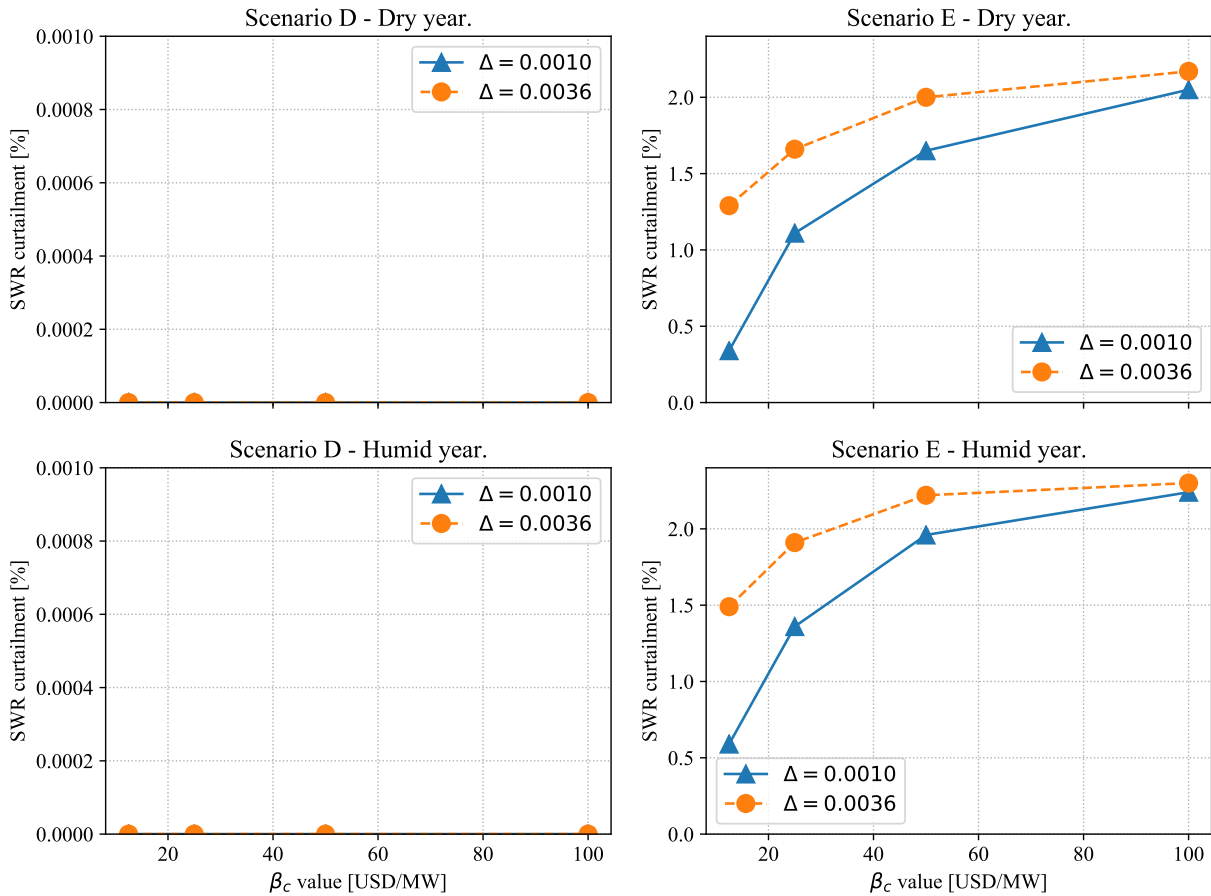 Scenario D - Dry year.
SWR curtailment [%]
0.0010
0.0008
0.0006
0.0004
0.0002
0.0000
Δ = 0.0010
Δ = 0.0036
Scenario E - Dry year.
SWR curtailment [%]
2.0
1.5
1.0
0.5
0.0
Δ = 0.0010
Δ = 0.0036
Scenario D - Humid year.
SWR curtailment [%]
0.0010
0.0008
0.0006
0.0004
0.0002
0.0000
Δ = 0.0010
Δ = 0.0036
20 40 60 80 100
β_c value [USD/MW]
Scenario E - Humid year.
SWR curtailment [%]
2.0
1.5
1.0
0.5
0.0
Δ = 0.0010
Δ = 0.0036
20 40 60 80 100
β_c value [USD/MW]